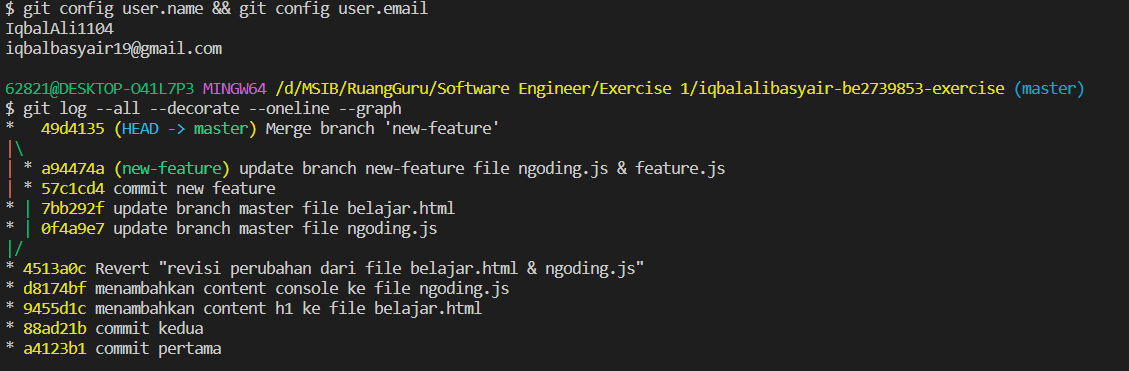 $ git config user.name && git config user.email
IqbalAli1104
iqbalbasyair19@gmail.com
62821@DESKTOP-O41L7P3 MINGW64 /d/MSIB/RuangGuru/Software Engineer/Exercise 1/iqbalalibasyair-be2739853-exercise (master)
$ git log --all --decorate --oneline --graph
*   49d4135 (HEAD -> master) Merge branch 'new-feature'
|\
| * a94474a (new-feature) update branch new-feature file ngoding.js & feature.js
| * 57c1cd4 commit new feature
* | 7bb292f update branch master file belajar.html
* | 0f4a9e7 update branch master file ngoding.js
|/
* 4513a0c Revert "revisi perubahan dari file belajar.html & ngoding.js"
* d8174bf menambahkan content console ke file ngoding.js
* 9455d1c menambahkan content h1 ke file belajar.html
* 88ad21b commit kedua
* a4123b1 commit pertama